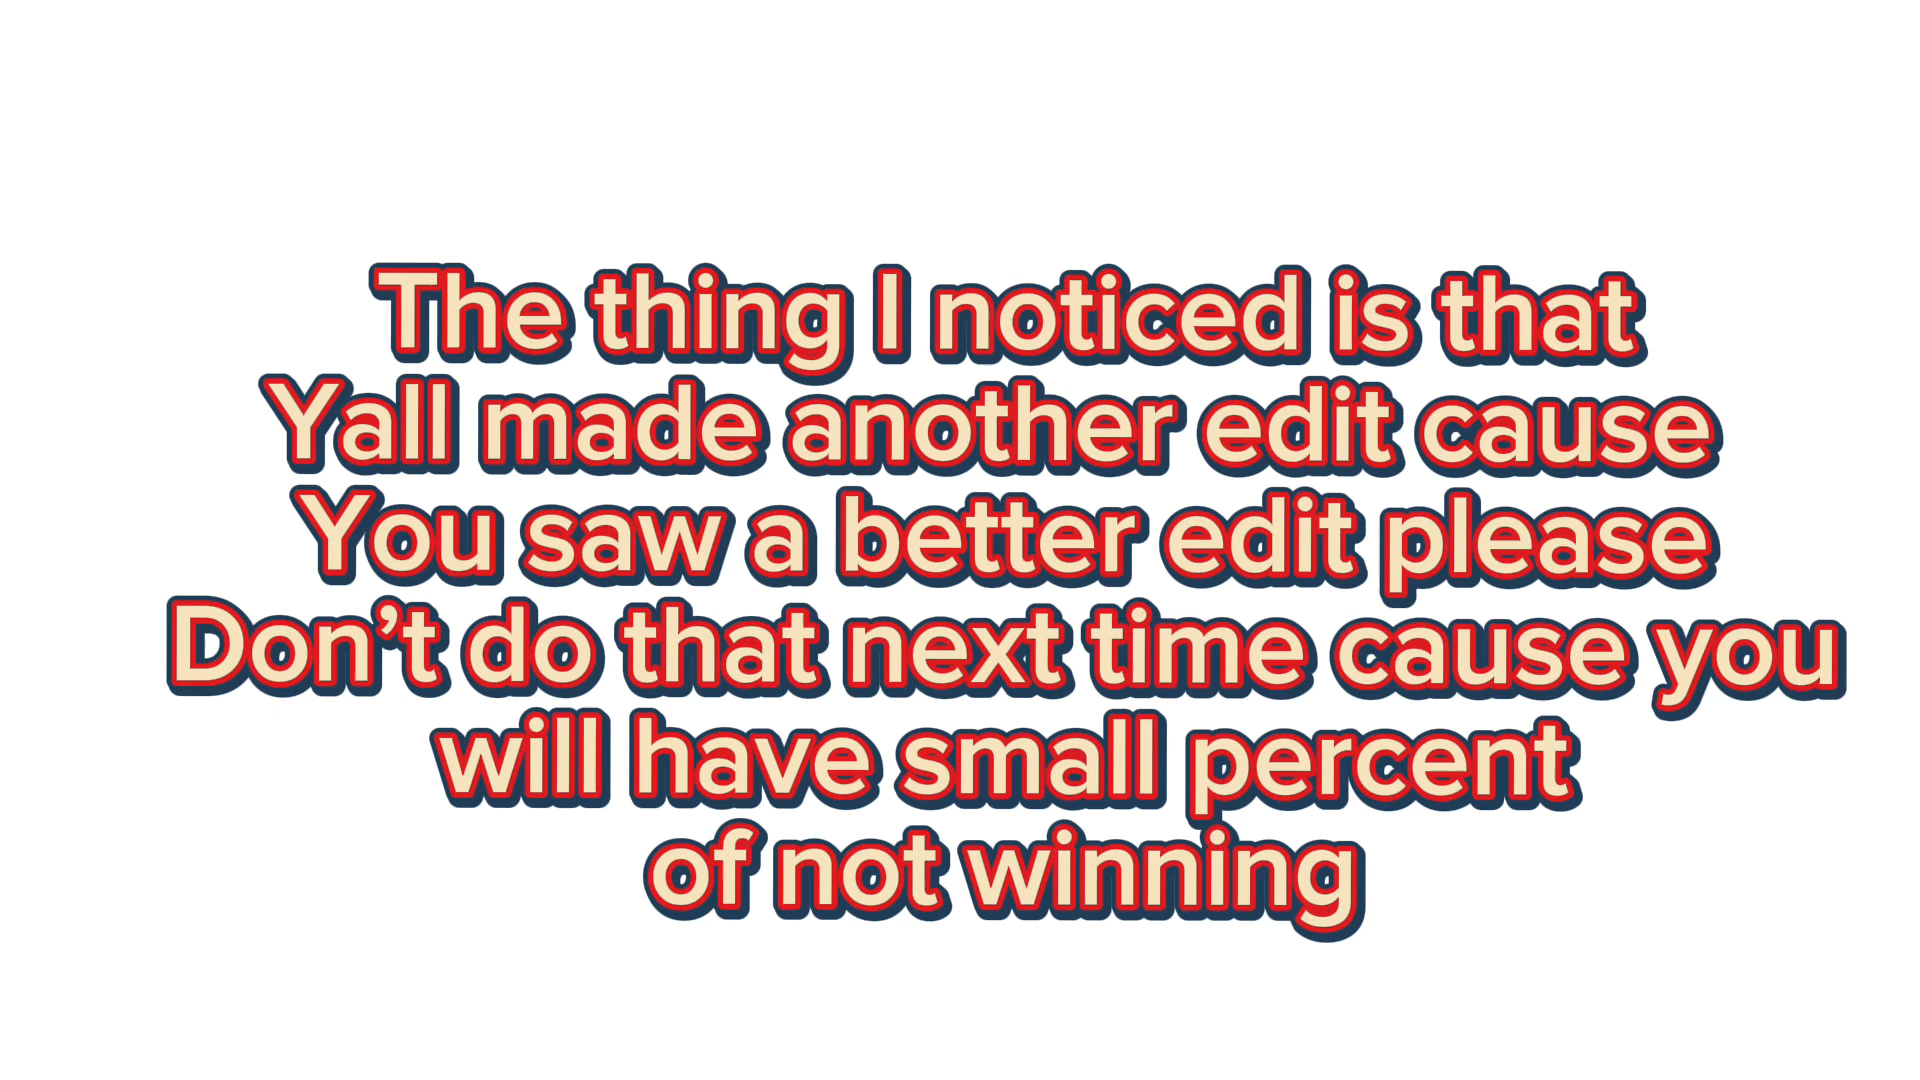 The thing I noticed is that
Yall made another edit cause
You saw a better edit please
Don’t do that next time cause you
will have small percent
of not winning